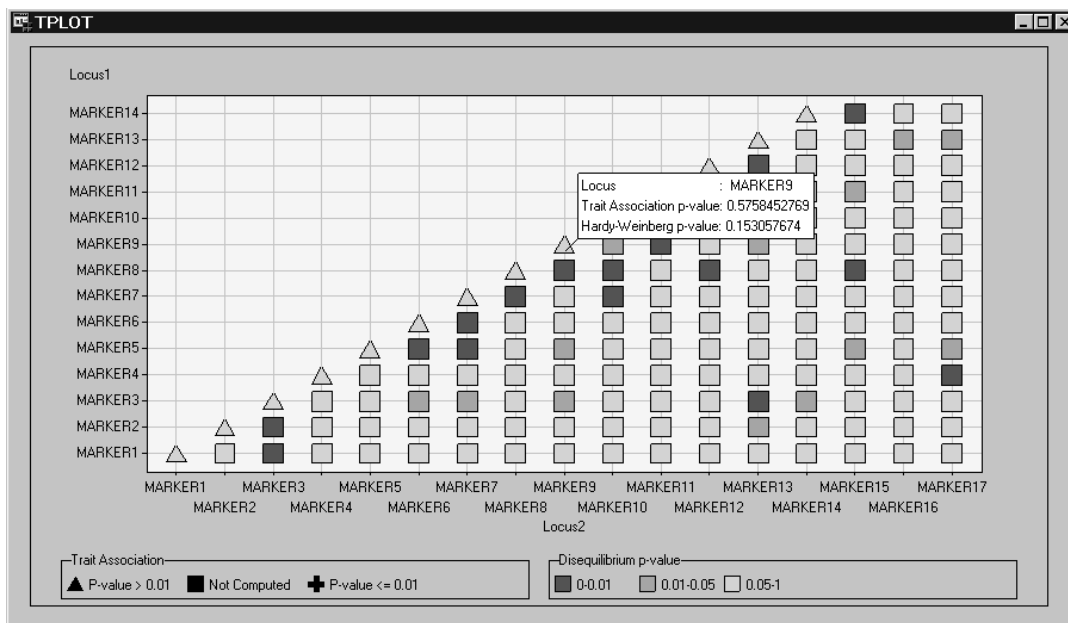 TPLOT
Locus1
MARKER14
MARKER13
MARKER12
MARKER11
MARKER10
MARKER9
MARKER8
MARKER7
MARKER6
MARKER5
MARKER4
MARKER3
MARKER2
MARKER1
Locus : MARKER9
Trait Association p-value: 0.5758452769
Hardy-Weinberg p-value: 0.153057674
MARKER1 MARKER3 MARKER5 MARKER7 MARKER9 MARKER11 MARKER13 MARKER15 MARKER17
MARKER2 MARKER4 MARKER6 MARKER8 MARKER10 MARKER12 MARKER14 MARKER16
Locus2
Trait Association
P-value > 0.01 Not Computed P-value <= 0.01
Disequilibrium p-value
0-0.01 0.01-0.05 0.05-1